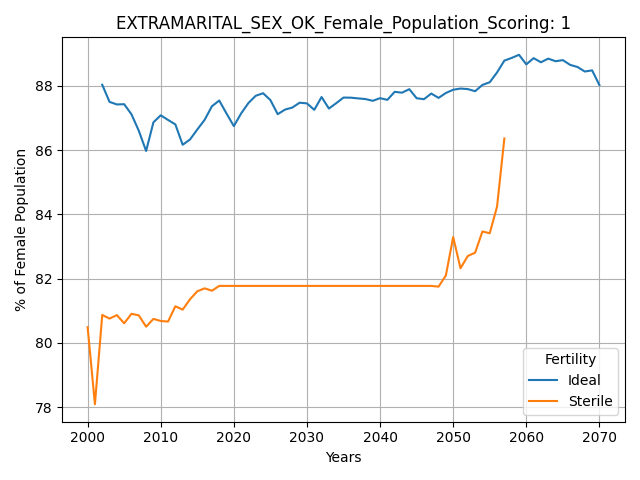 EXTRAMARITAL_SEX_OK_Female_Population_Scoring: 1
% of Female Population
88
86
84
82
80
78
2000 2010 2020 2030 2040 2050 2060 2070
Years
Fertility
Ideal
Sterile